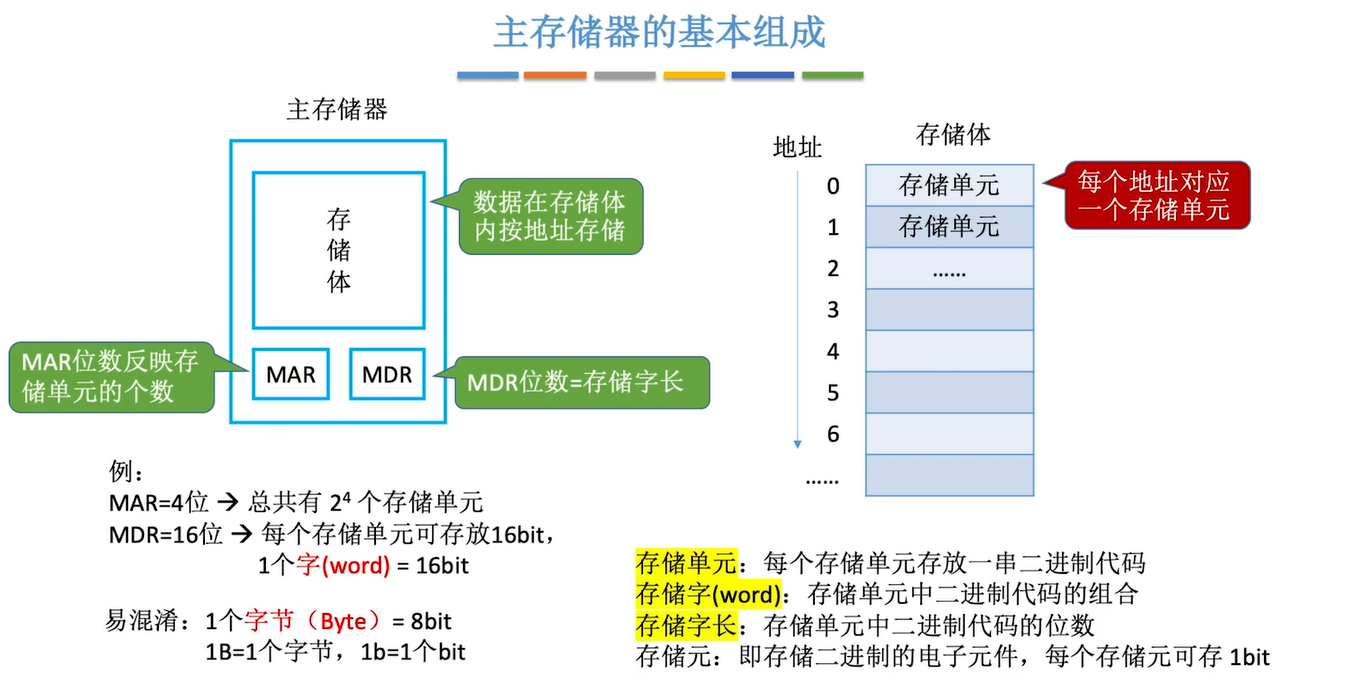 主存储器的基本组成
主存储器
存
储
体
数据在存储体
内按地址存储
MAR位数反映存
储单元的个数
MAR
MDR
MDR位数=存储字长
例：
MAR=4位 → 总共有 2⁴ 个存储单元
MDR=16位 → 每个存储单元可存放16bit，
1个字(word) = 16bit
易混淆：1个字节（Byte）= 8bit
1B=1个字节，1b=1个bit
地址
存储体
0
存储单元
1
存储单元
2
......
3
4
5
6
......
每个地址对应
一个存储单元
存储单元：每个存储单元存放一串二进制代码
存储字(word)：存储单元中二进制代码的组合
存储字长：存储单元中二进制代码的位数
存储元：即存储二进制的电子元件，每个存储元可存 1bit